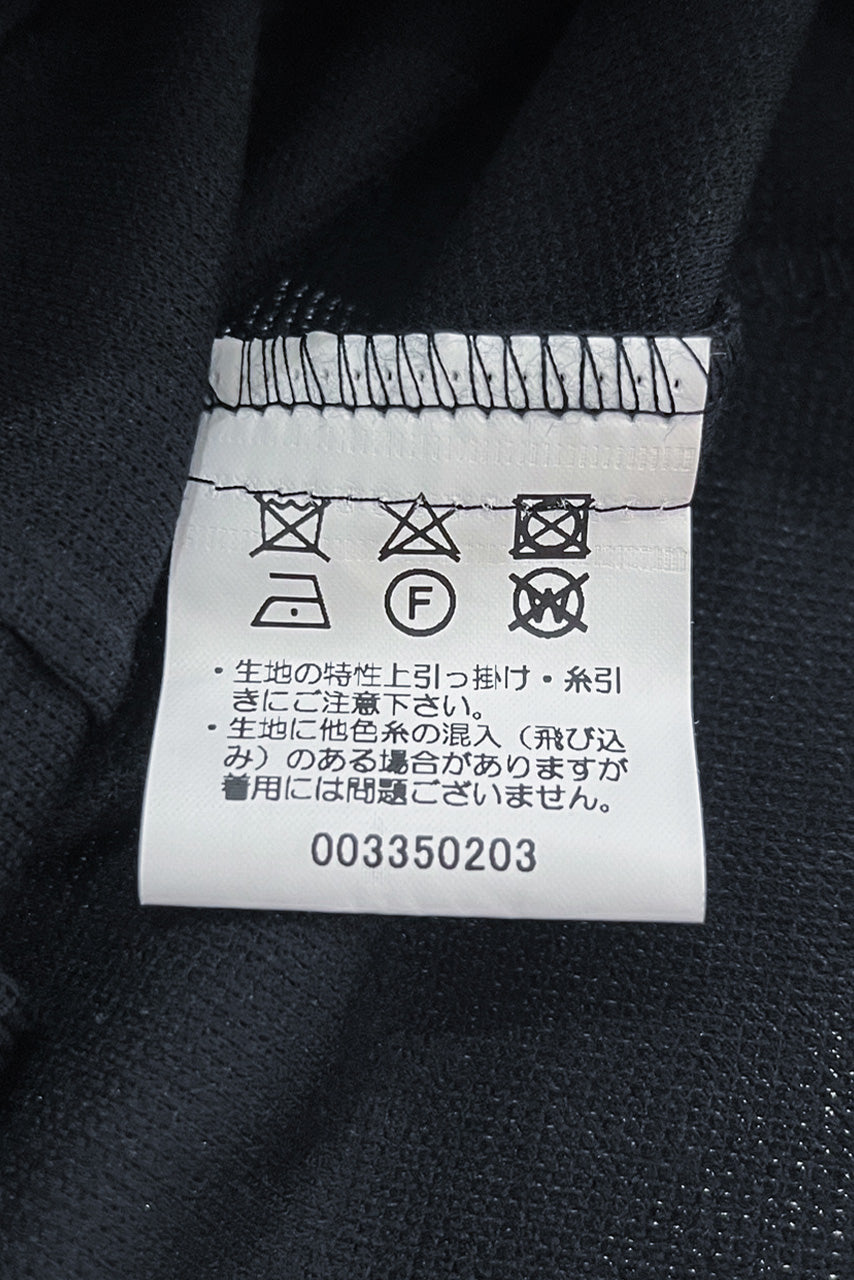 F
W
・生地の特性上引っ掛け・糸引
きにご注意下さい。
・生地に他色糸の混入（飛び込
み）のある場合がありますが
着用には問題ございません。
003350203